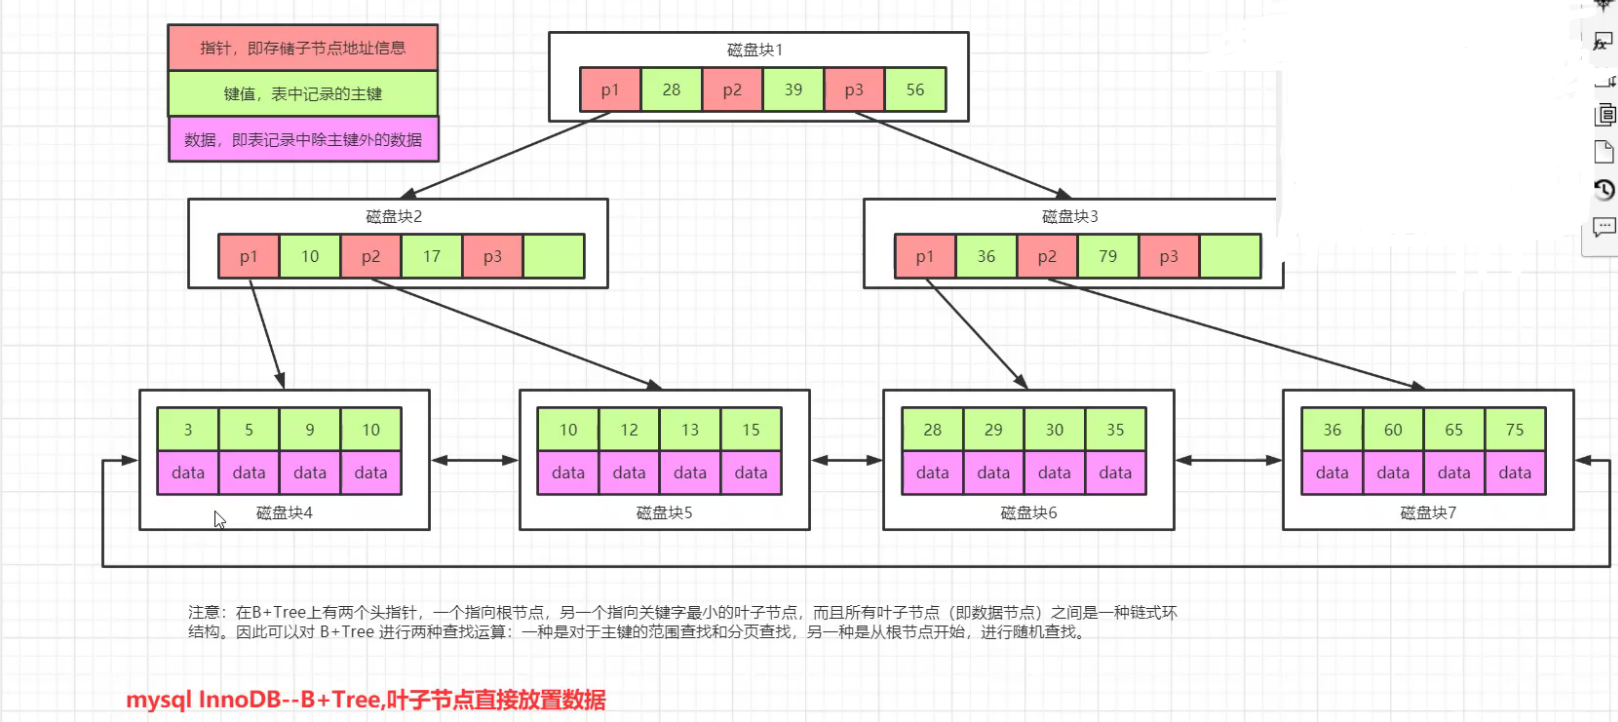 指针，即存储子节点地址信息
键值，表中记录的主键
数据，即表记录中除主键外的数据
磁盘块1
p1 28 p2 39 p3 56
磁盘块2
p1 10 p2 17 p3
磁盘块3
p1 36 p2 79 p3
3 5 9 10
data data data data
磁盘块4
10 12 13 15
data data data data
磁盘块5
28 29 30 35
data data data data
磁盘块6
36 60 65 75
data data data data
磁盘块7
注意：在B+Tree上有两个头指针，一个指向根节点，另一个指向关键字最小的叶子节点，而且所有叶子节点（即数据节点）之间是一种链式环
结构。因此可以对 B+Tree 进行两种查找运算：一种是对于主键的范围查找和分页查找，另一种是从根节点开始，进行随机查找。
mysql InnoDB--B+Tree,叶子节点直接放置数据